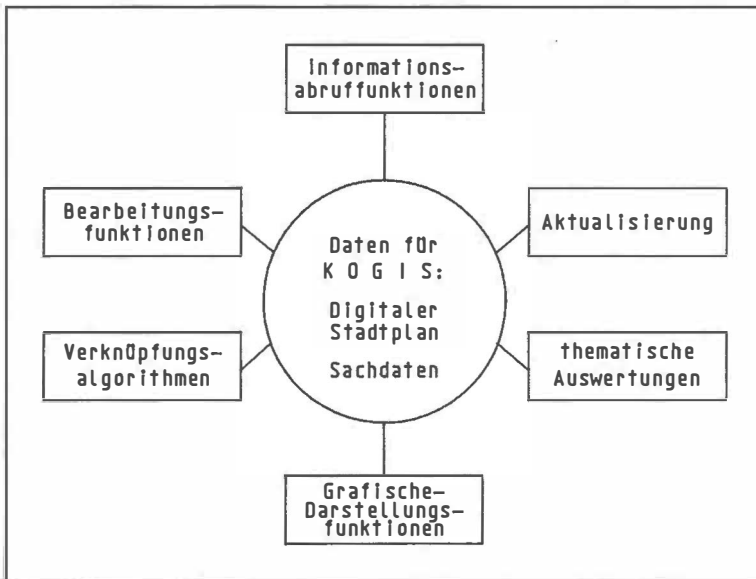 Informations-
abruffunktionen
Bearbeitungs-
funktionen
Aktualisierung
Daten für
K O G I S:
Digitaler
Stadtplan
Sachdaten
Verknüpfungs-
algorithmen
thematische
Auswertungen
Grafische-
Darstellungs-
funktionen